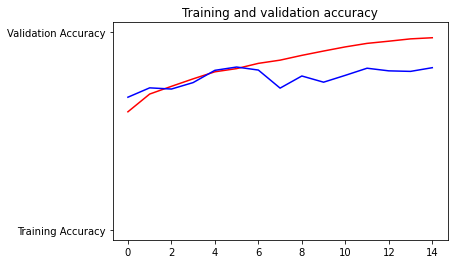 Training and validation accuracy
Validation Accuracy
Training Accuracy
0 2 4 6 8 10 12 14